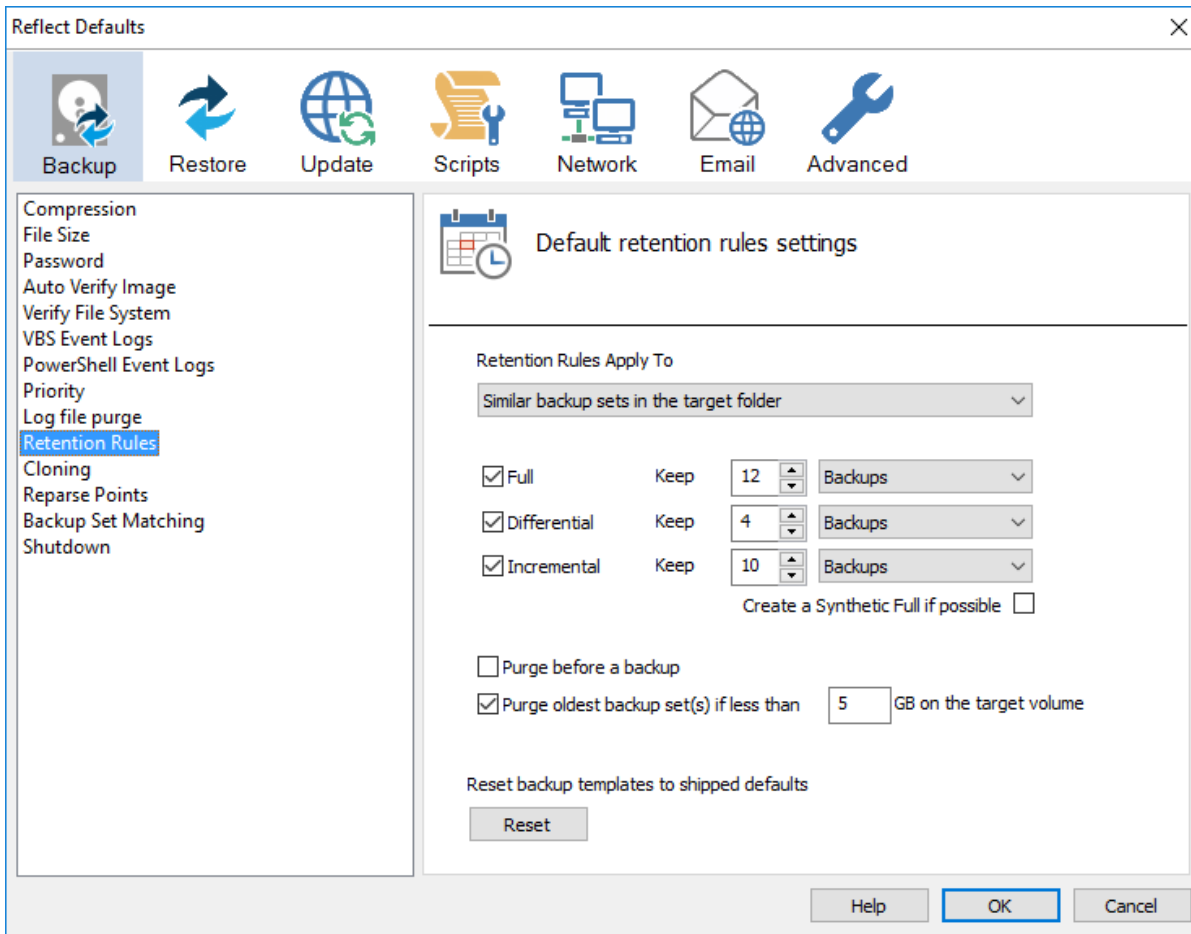 Reflect Defaults
Backup Restore Update Scripts Network Email Advanced
Compression
File Size
Password
Auto Verify Image
Verify File System
VBS Event Logs
PowerShell Event Logs
Priority
Log file purge
Retention Rules
Cloning
Reparse Points
Backup Set Matching
Shutdown
Default retention rules settings
Retention Rules Apply To
Similar backup sets in the target folder
Full Keep 12 Backups
Differential Keep 4 Backups
Incremental Keep 10 Backups
Create a Synthetic Full if possible
Purge before a backup
Purge oldest backup set(s) if less than 5 GB on the target volume
Reset backup templates to shipped defaults
Reset
Help OK Cancel